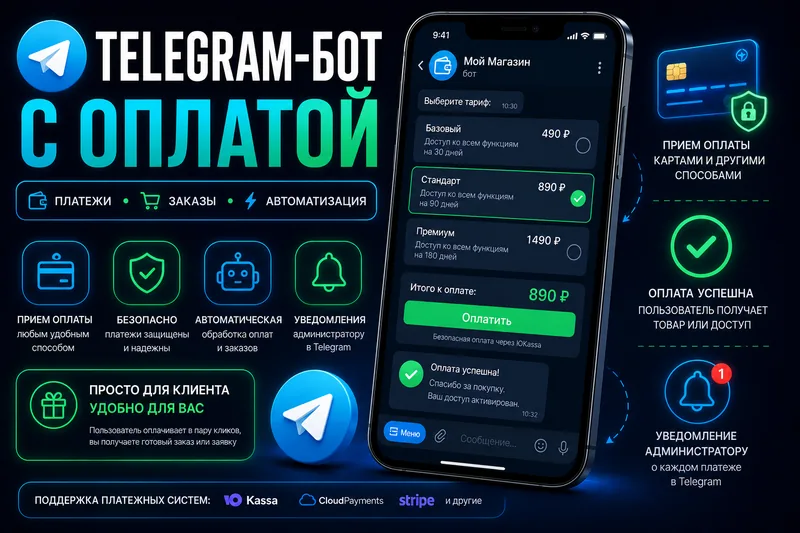 TELEGRAM-БОТ
С ОПЛАТОЙ
ПЛАТЕЖИ • ЗАКАЗЫ • АВТОМАТИЗАЦИЯ
ПРИЕМ ОПЛАТЫ
любым удобным
способом
БЕЗОПАСНО
платежи защищены
и надежны
АВТОМАТИЧЕСКАЯ
обработка оплат
и заказов
УВЕДОМЛЕНИЯ
администратору
в Telegram
ПРОСТО ДЛЯ КЛИЕНТА
УДОБНО ДЛЯ ВАС
Пользователь оплачивает в пару кликов,
вы получаете готовый заказ или заявку
ПОДДЕРЖКА ПЛАТЕЖНЫХ СИСТЕМ: ЮKassa CloudPayments stripe и другие
9:41
Мой Магазин
бот
Выберите тариф: 10:30
Базовый 490 ₽
Доступ ко всем функциям
на 30 дней
Стандарт 890 ₽
Доступ ко всем функциям
на 90 дней
Премиум 1490 ₽
Доступ ко всем функциям
на 180 дней
Итого к оплате: 890 ₽
Оплатить
Безопасная оплата через ЮKassa
Оплата успешна!
Спасибо за покупку.
Ваш доступ активирован.
10:32
Меню Сообщение...
ПРИЕМ ОПЛАТЫ
КАРТАМИ И ДРУГИМИ
СПОСОБАМИ
ОПЛАТА УСПЕШНА
ПОЛЬЗОВАТЕЛЬ ПОЛУЧАЕТ
ТОВАР ИЛИ ДОСТУП
1
УВЕДОМЛЕНИЕ
АДМИНИСТРАТОРУ
о каждом платеже
в Telegram